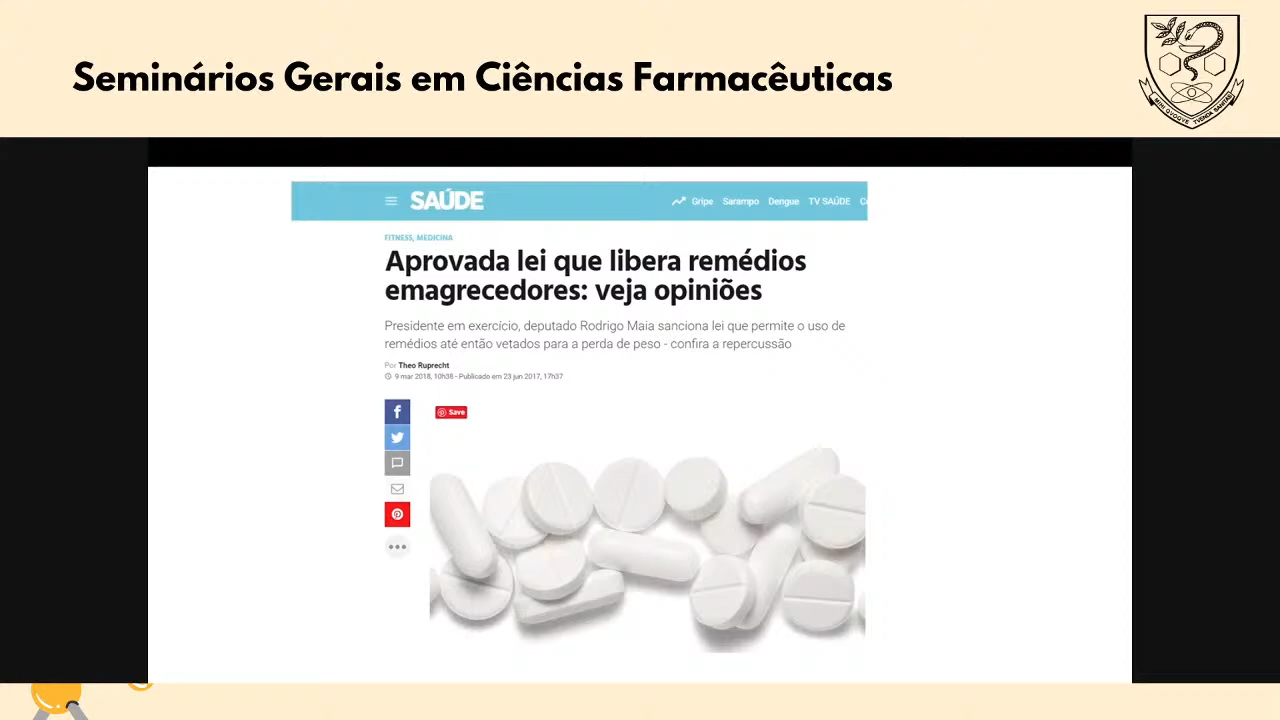 Seminários Gerais em Ciências Farmacêuticas
SAÚDE
Gripe Sarampo Dengue TV SAÚDE
FITNESS, MEDICINA
Aprovada lei que libera remédios
emagrecedores: veja opiniões
Presidente em exercício, deputado Rodrigo Maia sanciona lei que permite o uso de
remédios até então vetados para a perda de peso - confira a repercussão
Por Theo Ruprecht
9 mar 2018, 10h38 - Publicado em 23 jun 2017, 17h37
Save